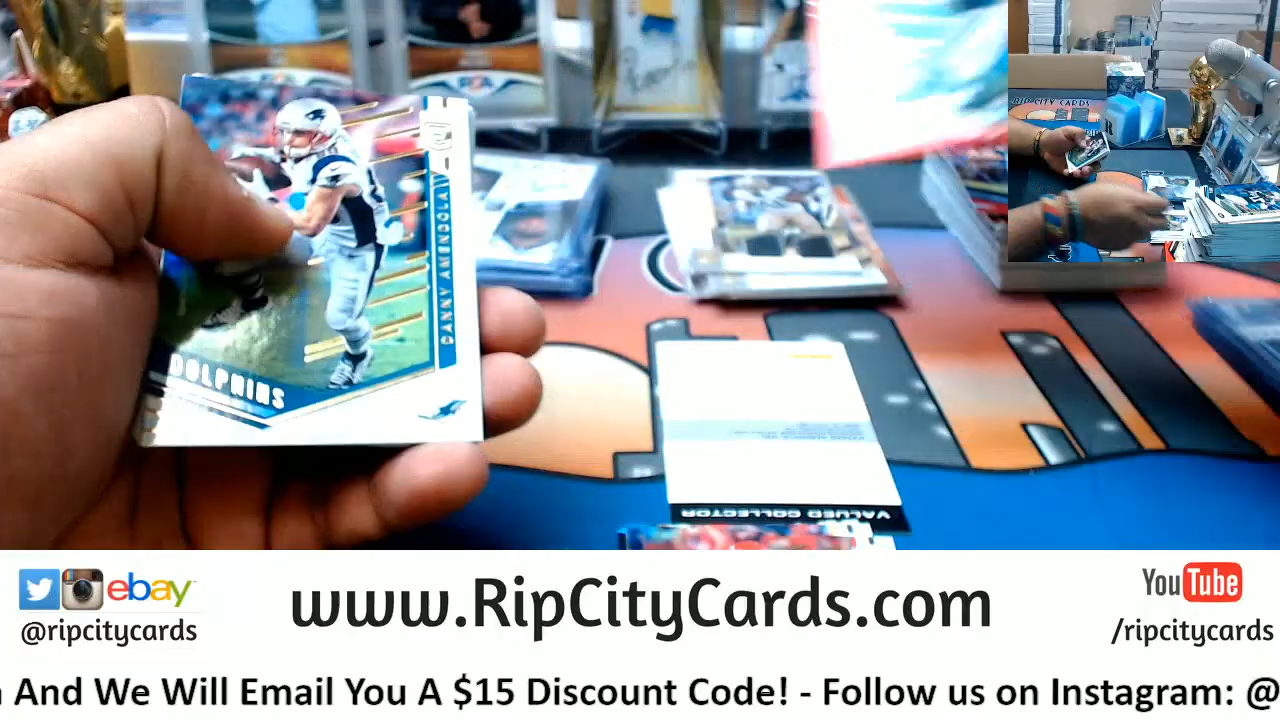 DANNY AMENDOLA
DOLPHINS
RIP CITY CARDS
VALUED COLLECTOR
ebay
@ripcitycards
www.RipCityCards.com
YouTube
/ripcitycards
And We Will Email You A $15 Discount Code! - Follow us on Instagram: @